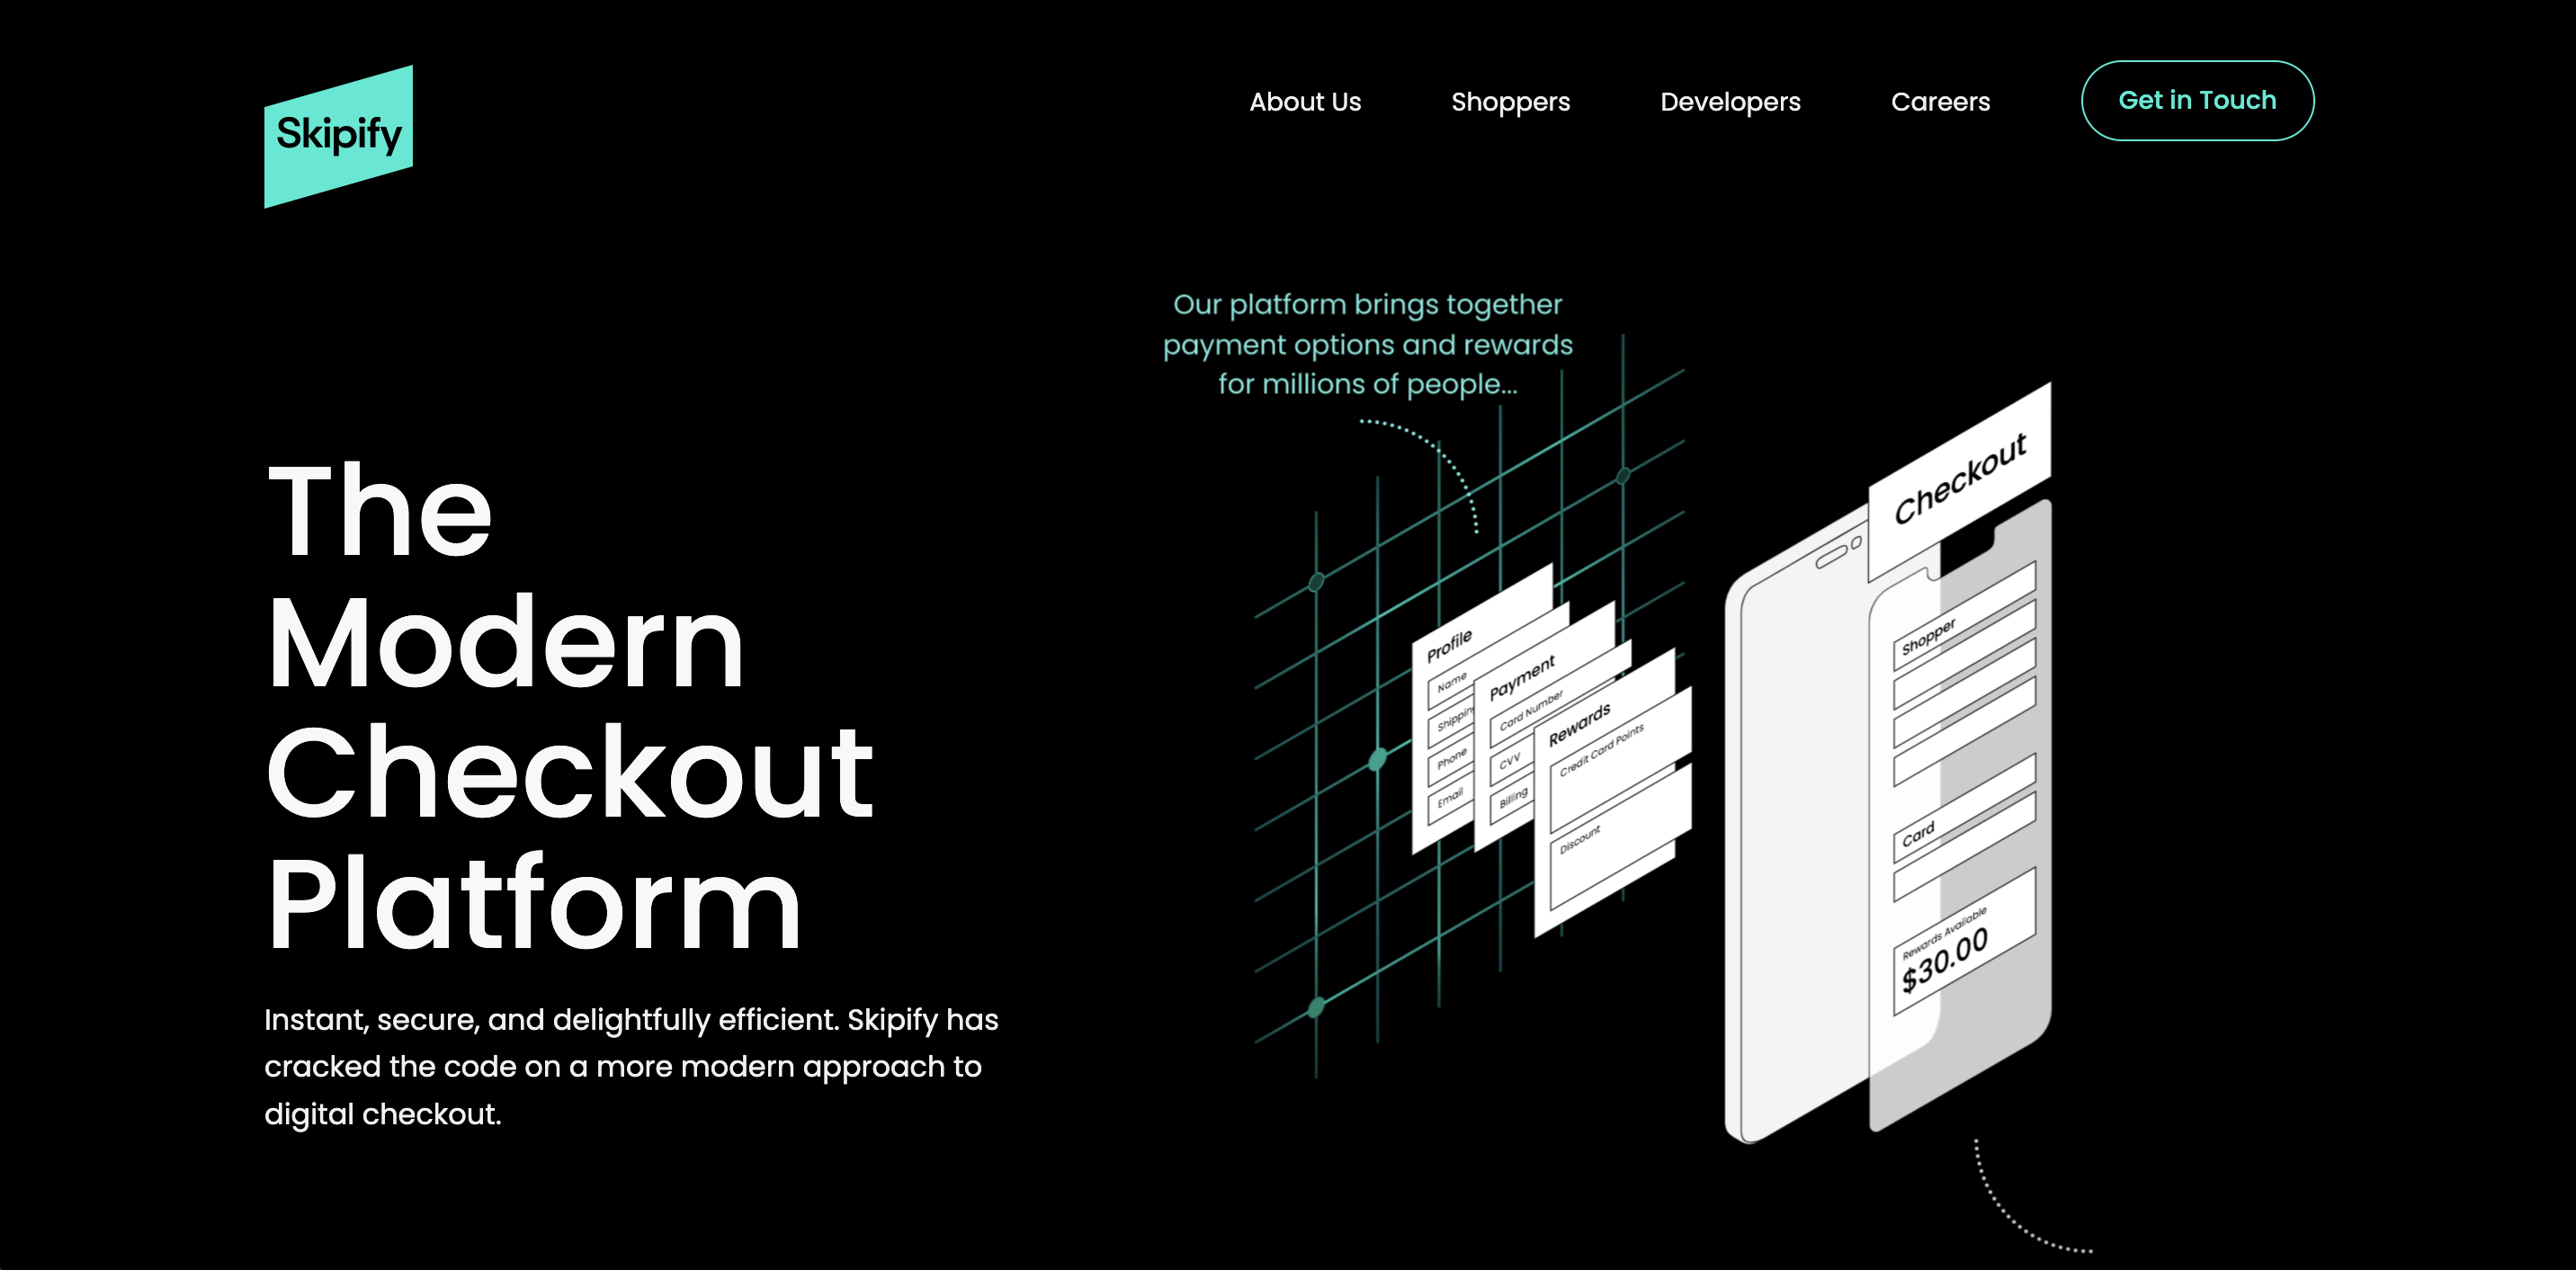 Skipify
About Us
Shoppers
Developers
Careers
Get in Touch
Our platform brings together
payment options and rewards
for millions of people...
The
Modern
Checkout
Platform
Instant, secure, and delightfully efficient. Skipify has
cracked the code on a more modern approach to
digital checkout.
Profile
Name
Shipping
Phone
Email
Payment
Card Number
CVV
Billing
Rewards
Credit Card Points
Discount
Checkout
Shopper
Card
Rewards Available
$30.00